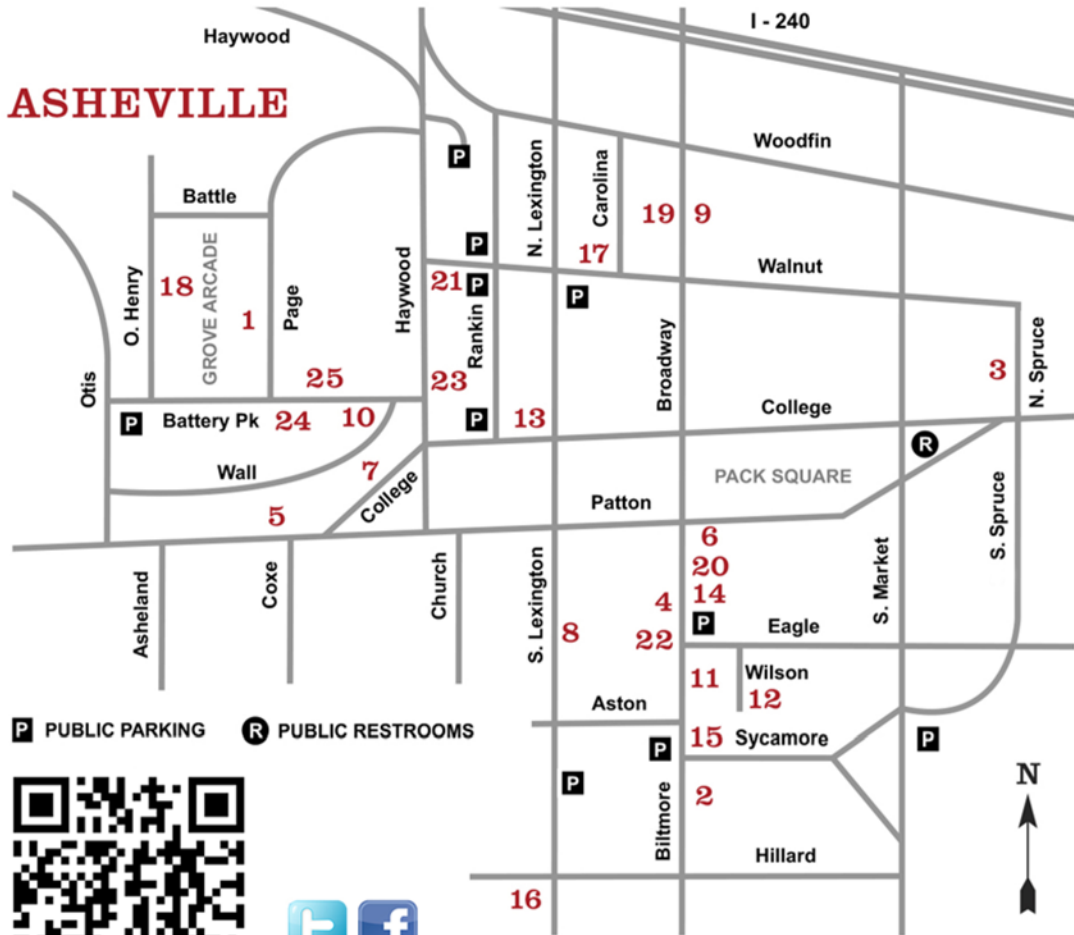 I - 240
Haywood
ASHEVILLE
Woodfin
P
Battle
N. Lexington
Carolina
19 9
P
17
Walnut
O. Henry
18
GROVE ARCADE
1
Page
Haywood
21 P
P
Rankin
Broadway
3
N. Spruce
Otis
25
23
College
P
Battery Pk
24 10
P
13
R
Wall
7
College
PACK SQUARE
5
Patton
6
S. Spruce
20
14
Asheland
Coxe
Church
S. Lexington
8
4
22
P
Eagle
S. Market
11
Wilson
12
Aston
P PUBLIC PARKING
R PUBLIC RESTROOMS
15 Sycamore
P
P
P
2
N
Biltmore
Hillard
16
t
f